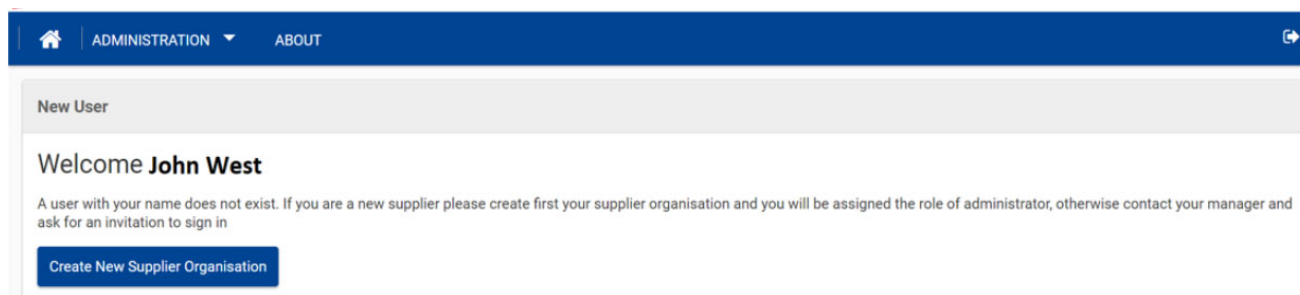 ADMINISTRATION ABOUT
New User
Welcome John West
A user with your name does not exist. If you are a new supplier please create first your supplier organisation and you will be assigned the role of administrator, otherwise contact your manager and
ask for an invitation to sign in
Create New Supplier Organisation